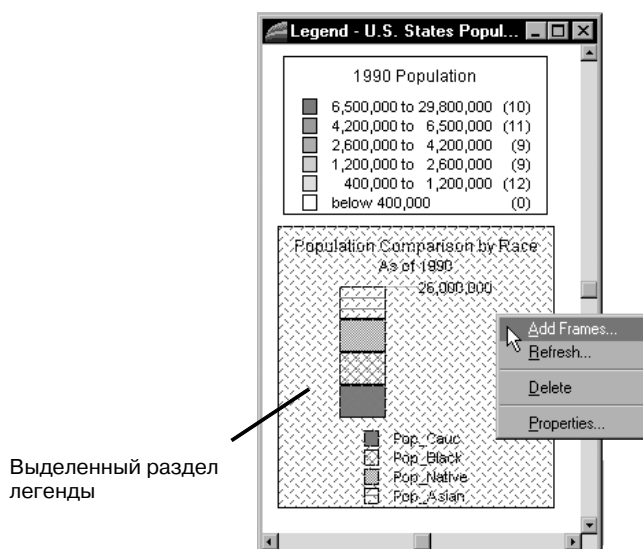 Legend - U.S. States Popul...
1990 Population
6,500,000 to 29,800,000 (10)
4,200,000 to 6,500,000 (11)
2,600,000 to 4,200,000 (9)
1,200,000 to 2,600,000 (9)
400,000 to 1,200,000 (12)
below 400,000 (0)
Population Comparison by Race
As of 1990
26,000,000
Add Frames...
Refresh...
Delete
Properties...
Pop_Cauc
Pop_Black
Pop_Native
Pop_Asian
Выделенный раздел
легенды